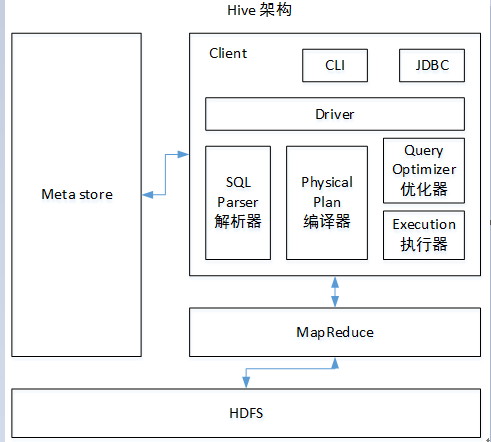 Hive 架构
Client
CLI
JDBC
Driver
Meta store
SQL
Parser
解析器
Physical
Plan
编译器
Query
Optimizer
优化器
Execution
执行器
MapReduce
HDFS